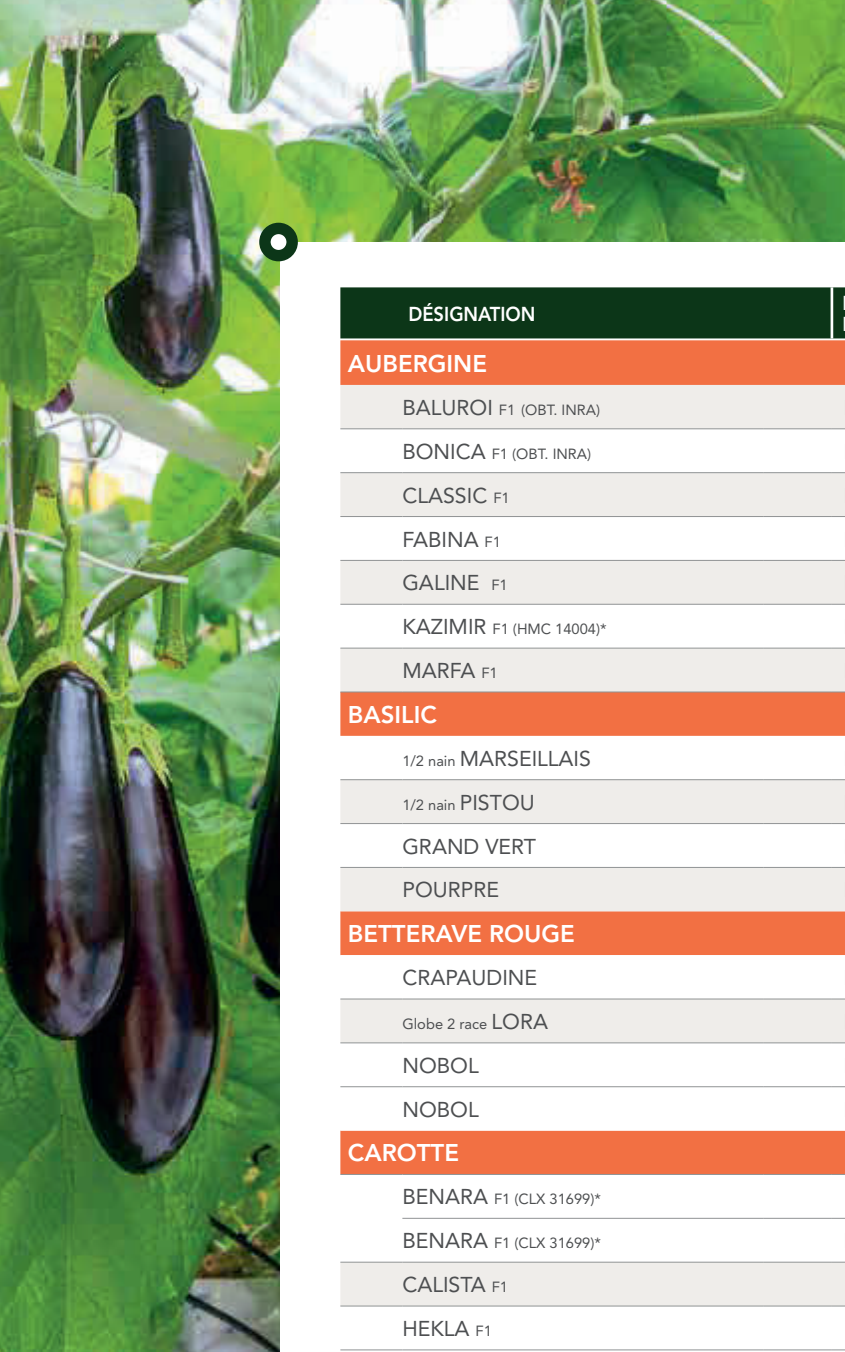 DÉSIGNATION
AUBERGINE
BALUROI F1 (OBT. INRA)
BONICA F1 (OBT. INRA)
CLASSIC F1
FABINA F1
GALINE F1
KAZIMIR F1 (HMC 14004)*
MARFA F1
BASILIC
1/2 nain MARSEILLAIS
1/2 nain PISTOU
GRAND VERT
POURPRE
BETTERAVE ROUGE
CRAPAUDINE
Globe 2 race LORA
NOBOL
NOBOL
CAROTTE
BENARA F1 (CLX 31699)*
BENARA F1 (CLX 31699)*
CALISTA F1
HEKLA F1